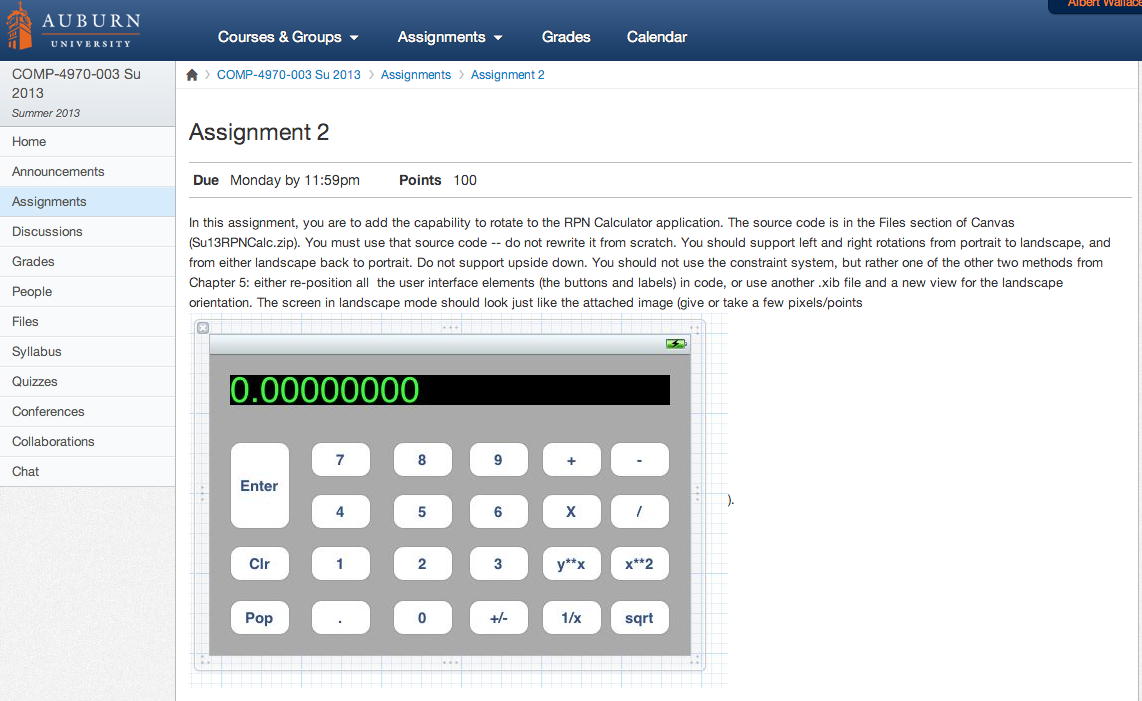 Albert Wallace
AUBURN
UNIVERSITY
Courses & Groups
Assignments
Grades
Calendar
COMP-4970-003 Su
2013
Summer 2013
Home
Announcements
Assignments
Discussions
Grades
People
Files
Syllabus
Quizzes
Conferences
Collaborations
Chat
COMP-4970-003 Su 2013 > Assignments > Assignment 2
Assignment 2
Due Monday by 11:59pm Points 100
In this assignment, you are to add the capability to rotate to the RPN Calculator application. The source code is in the Files section of Canvas
(Su13RPNCalc.zip). You must use that source code -- do not rewrite it from scratch. You should support left and right rotations from portrait to landscape, and
from either landscape back to portrait. Do not support upside down. You should not use the constraint system, but rather one of the other two methods from
Chapter 5: either re-position all the user interface elements (the buttons and labels) in code, or use another .xib file and a new view for the landscape
orientation. The screen in landscape mode should look just like the attached image (give or take a few pixels/points
0.00000000
Enter
7 8 9 + -
4 5 6 X /
Clr 1 2 3 y**x x**2
Pop . 0 +/- 1/x sqrt
).